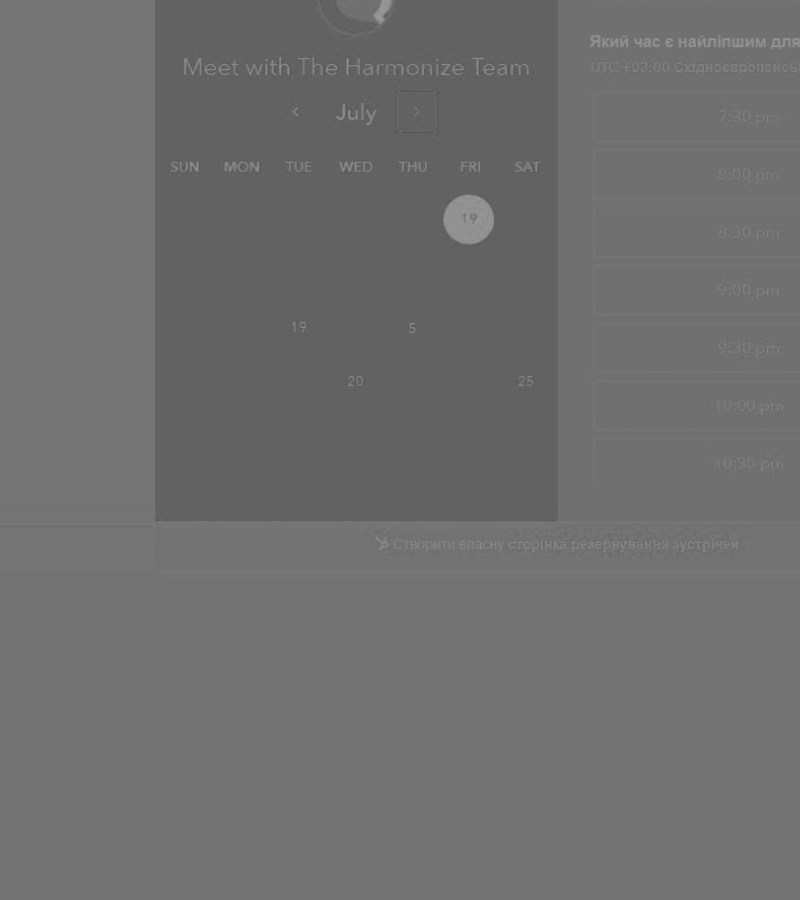 Meet with The Harmonize Team
July
SUN MON TUE WED THU FRI SAT
19
19 5
20 25
Який час є найліпшим для
UTC +03:00 Східноєвропейсь
7:30 pm
8:00 pm
8:30 pm
9:00 pm
9:30 pm
10:00 pm
10:30 pm
Створити власну сторінка резервування зустрічей